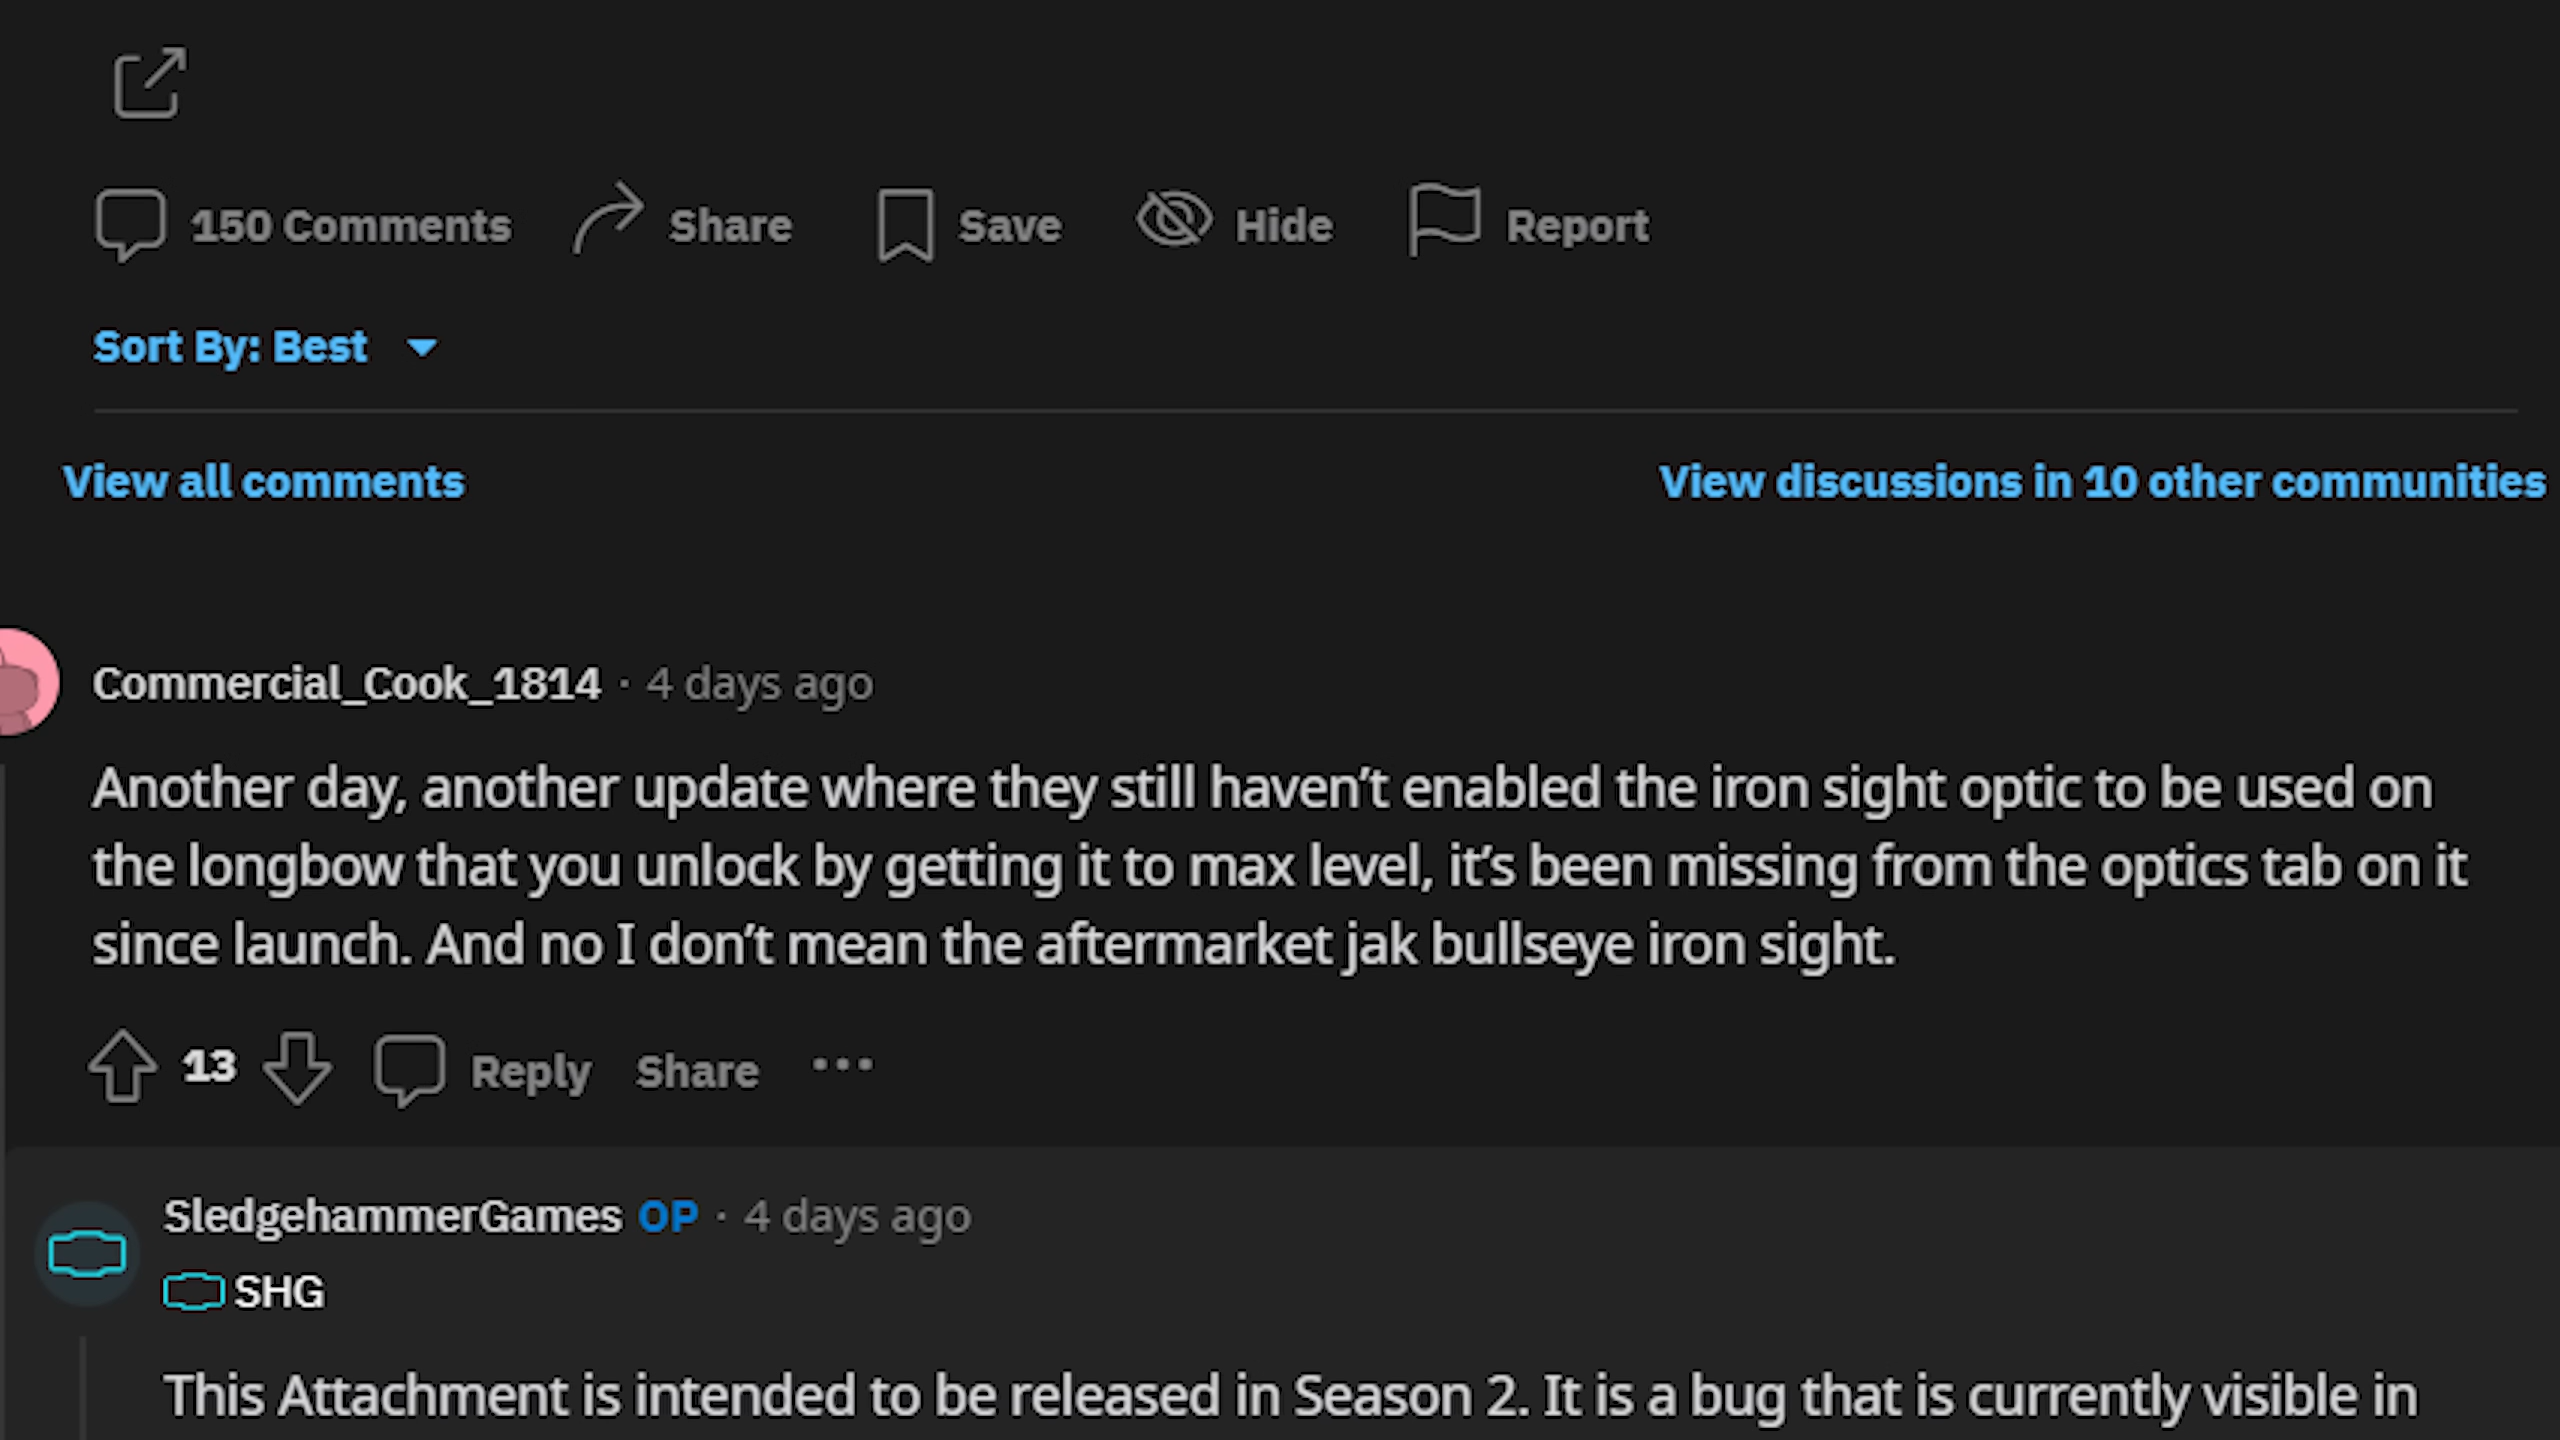 150 Comments Share Save Hide Report
Sort By: Best
View all comments View discussions in 10 other communities
Commercial_Cook_1814 · 4 days ago
Another day, another update where they still haven’t enabled the iron sight optic to be used on
the longbow that you unlock by getting it to max level, it’s been missing from the optics tab on it
since launch. And no I don’t mean the aftermarket jak bullseye iron sight.
13 Reply Share ···
SledgehammerGames OP · 4 days ago
SHG
This Attachment is intended to be released in Season 2. It is a bug that is currently visible in